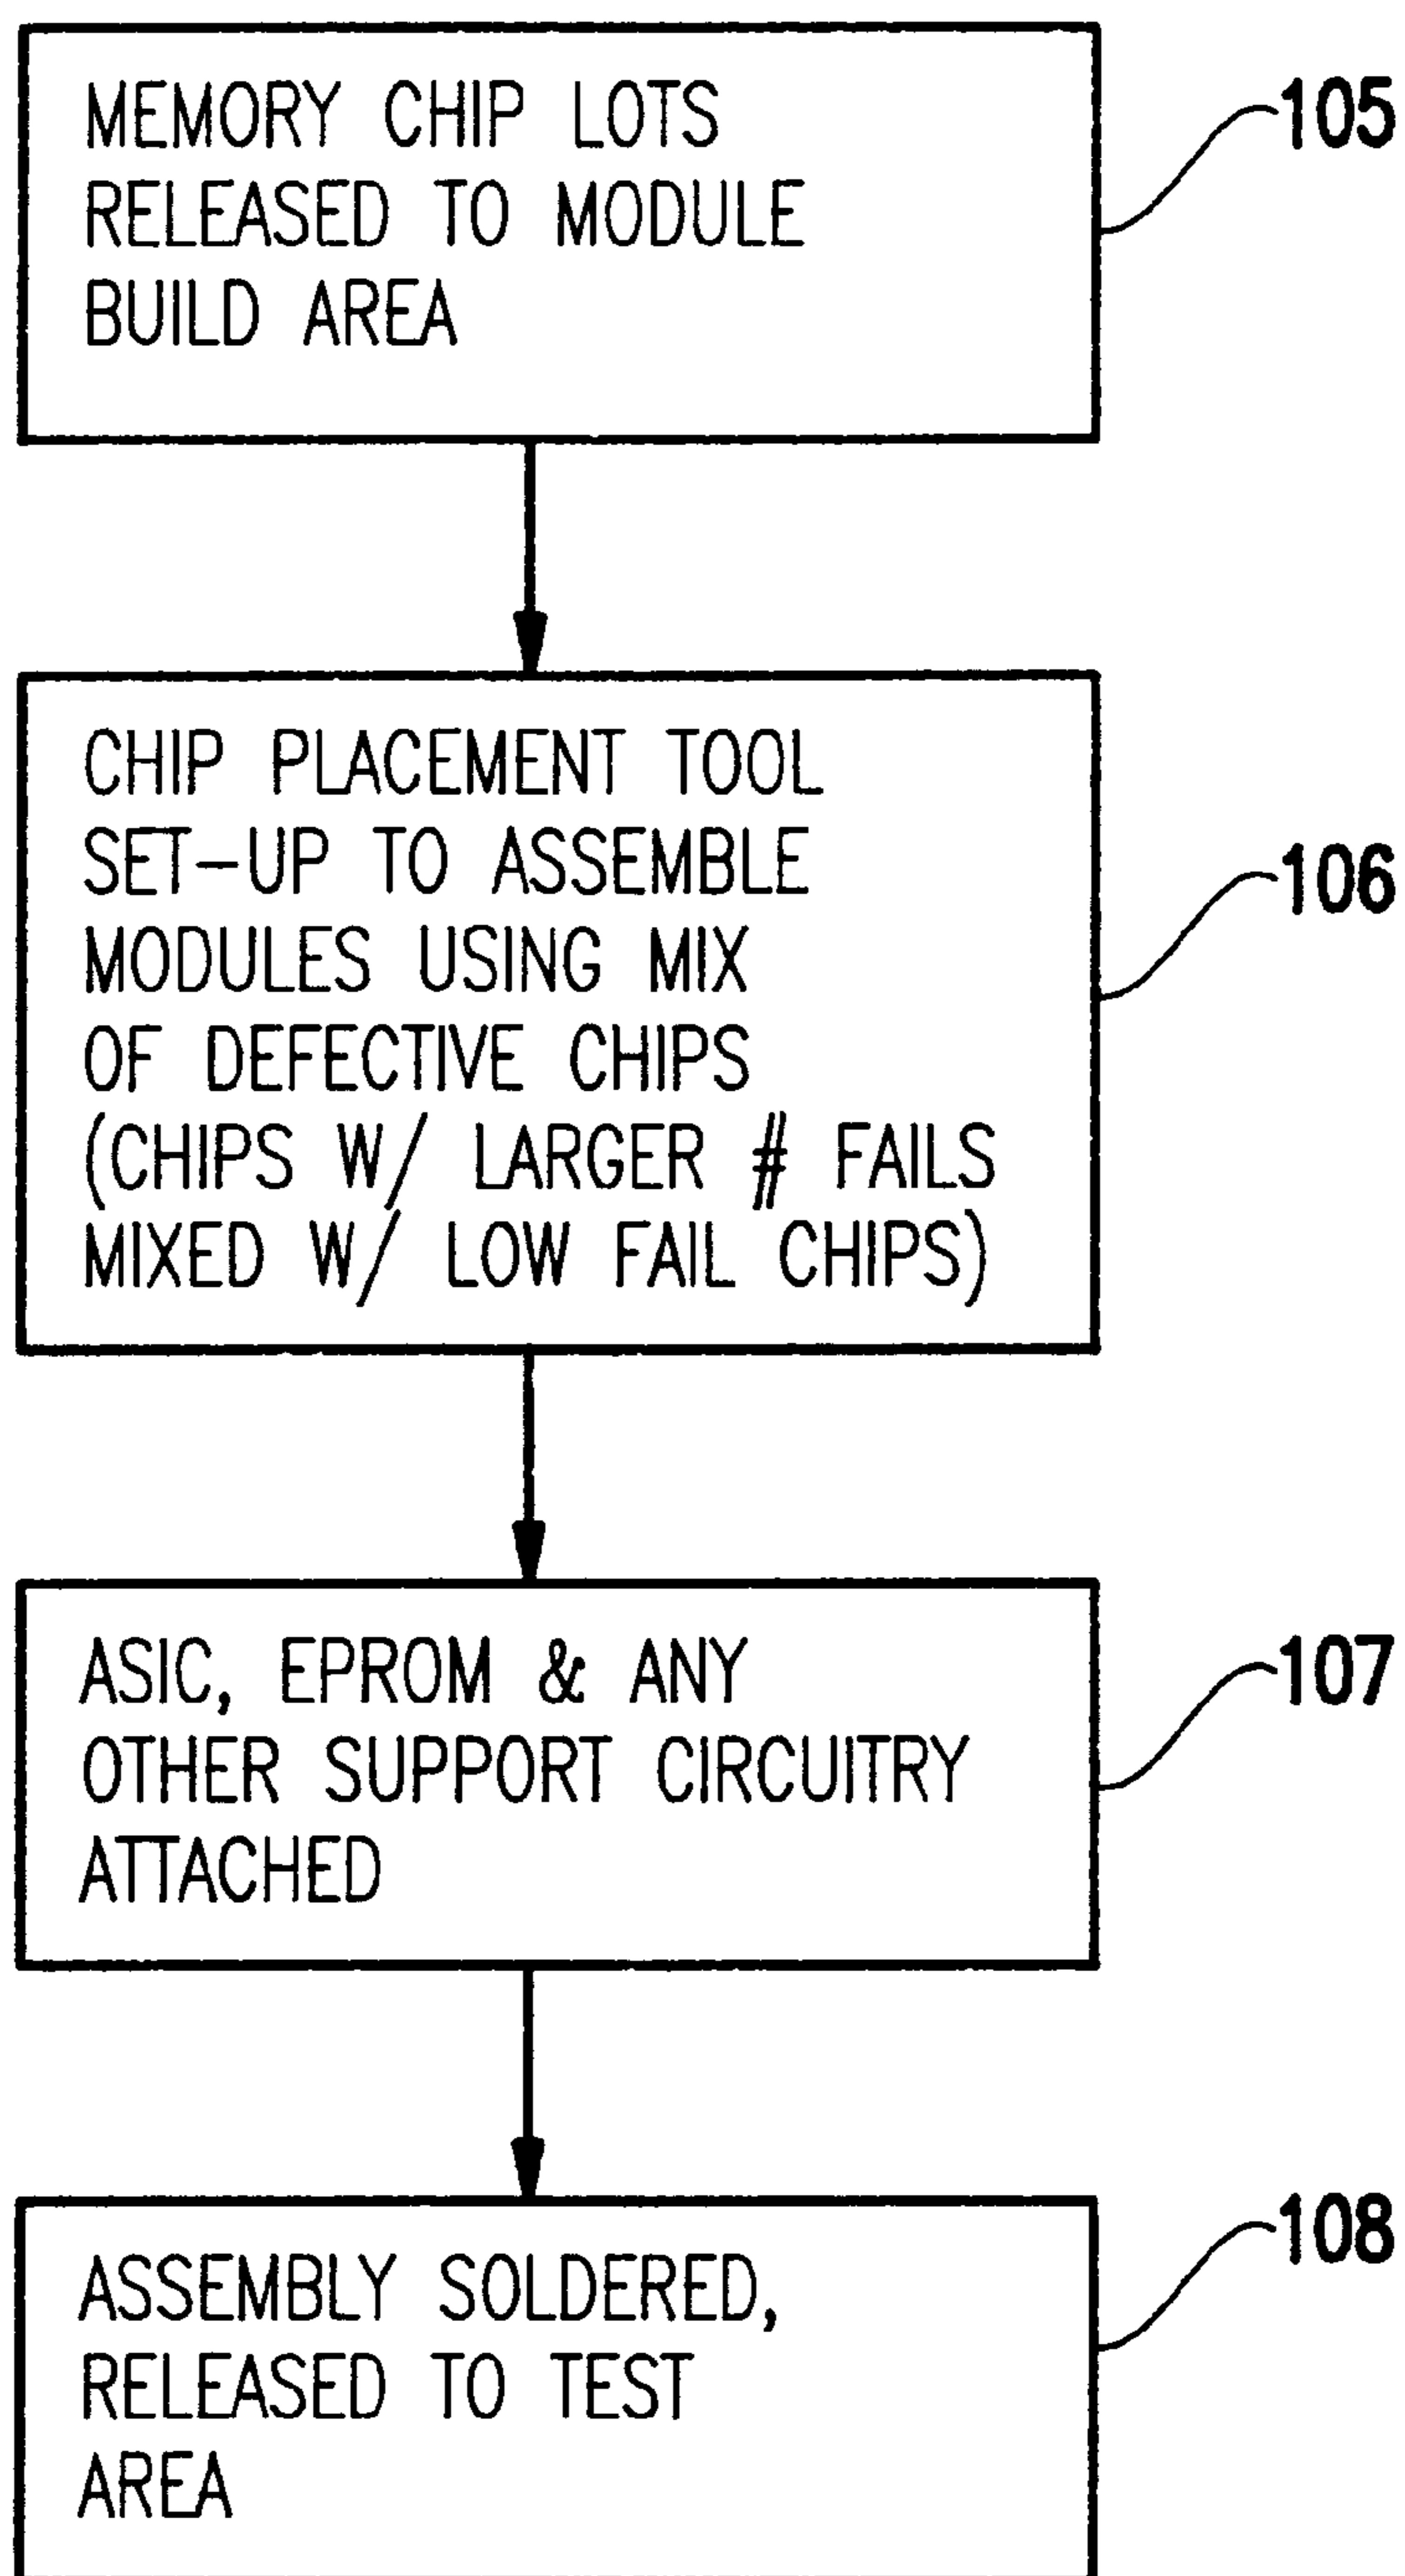 MEMORY CHIP LOTS
RELEASED TO MODULE
BUILD AREA
105
CHIP PLACEMENT TOOL
SET-UP TO ASSEMBLE
MODULES USING MIX
OF DEFECTIVE CHIPS
(CHIPS W/ LARGER # FAILS
MIXED W/ LOW FAIL CHIPS)
106
ASIC, EPROM & ANY
OTHER SUPPORT CIRCUITRY
ATTACHED
107
ASSEMBLY SOLDERED,
RELEASED TO TEST
AREA
108